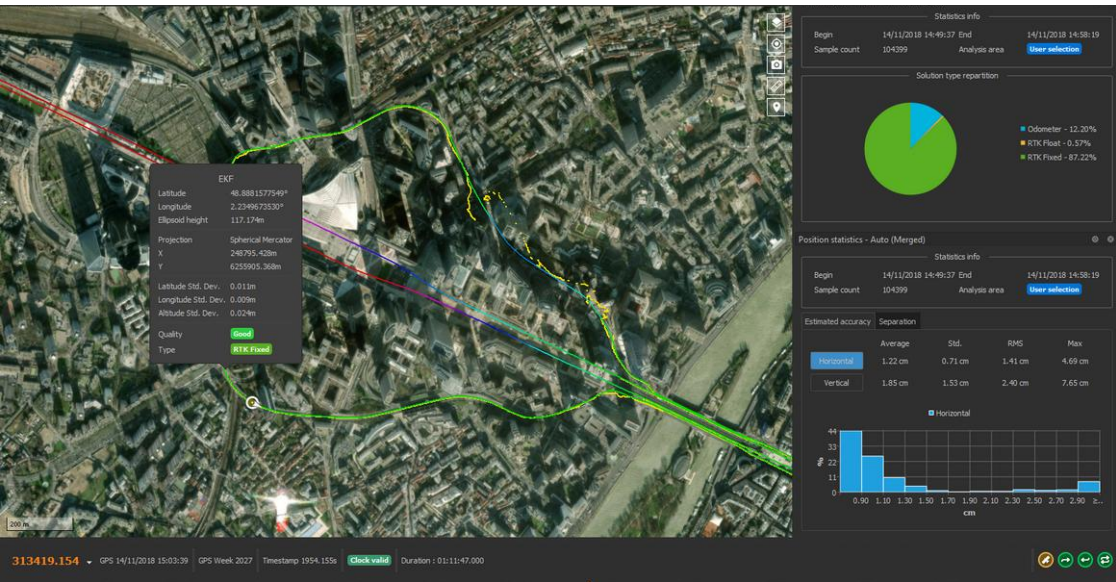 EKF
Latitude 48.8881577549°
Longitude 2.2349673530°
Ellipsoid height 117.174m
Projection Spherical Mercator
X 248795.428m
Y 6255905.368m
Latitude Std. Dev. 0.011m
Longitude Std. Dev. 0.009m
Altitude Std. Dev. 0.024m
Quality Good
Type RTK Fixed
200 m
Statistics info
Begin 14/11/2018 14:49:37 End 14/11/2018 14:58:19
Sample count 104399 Analysis area User selection
Solution type repartition
Odometer - 12.20%
RTK Float - 0.57%
RTK Fixed - 87.22%
Position statistics - Auto (Merged)
Statistics info
Begin 14/11/2018 14:49:37 End 14/11/2018 14:58:19
Sample count 104399 Analysis area User selection
Estimated accuracy Separation
Average Std. RMS Max
Horizontal 1.22 cm 0.71 cm 1.41 cm 4.69 cm
Vertical 1.85 cm 1.53 cm 2.40 cm 7.65 cm
Horizontal
44
33
22
11
0
%
0.90 1.10 1.30 1.50 1.70 1.90 2.10 2.30 2.50 2.70 2.90 ≥...
cm
313419.154 GPS 14/11/2018 15:03:39 GPS Week 2027 Timestamp 1954.155s Clock valid Duration : 01:11:47.000